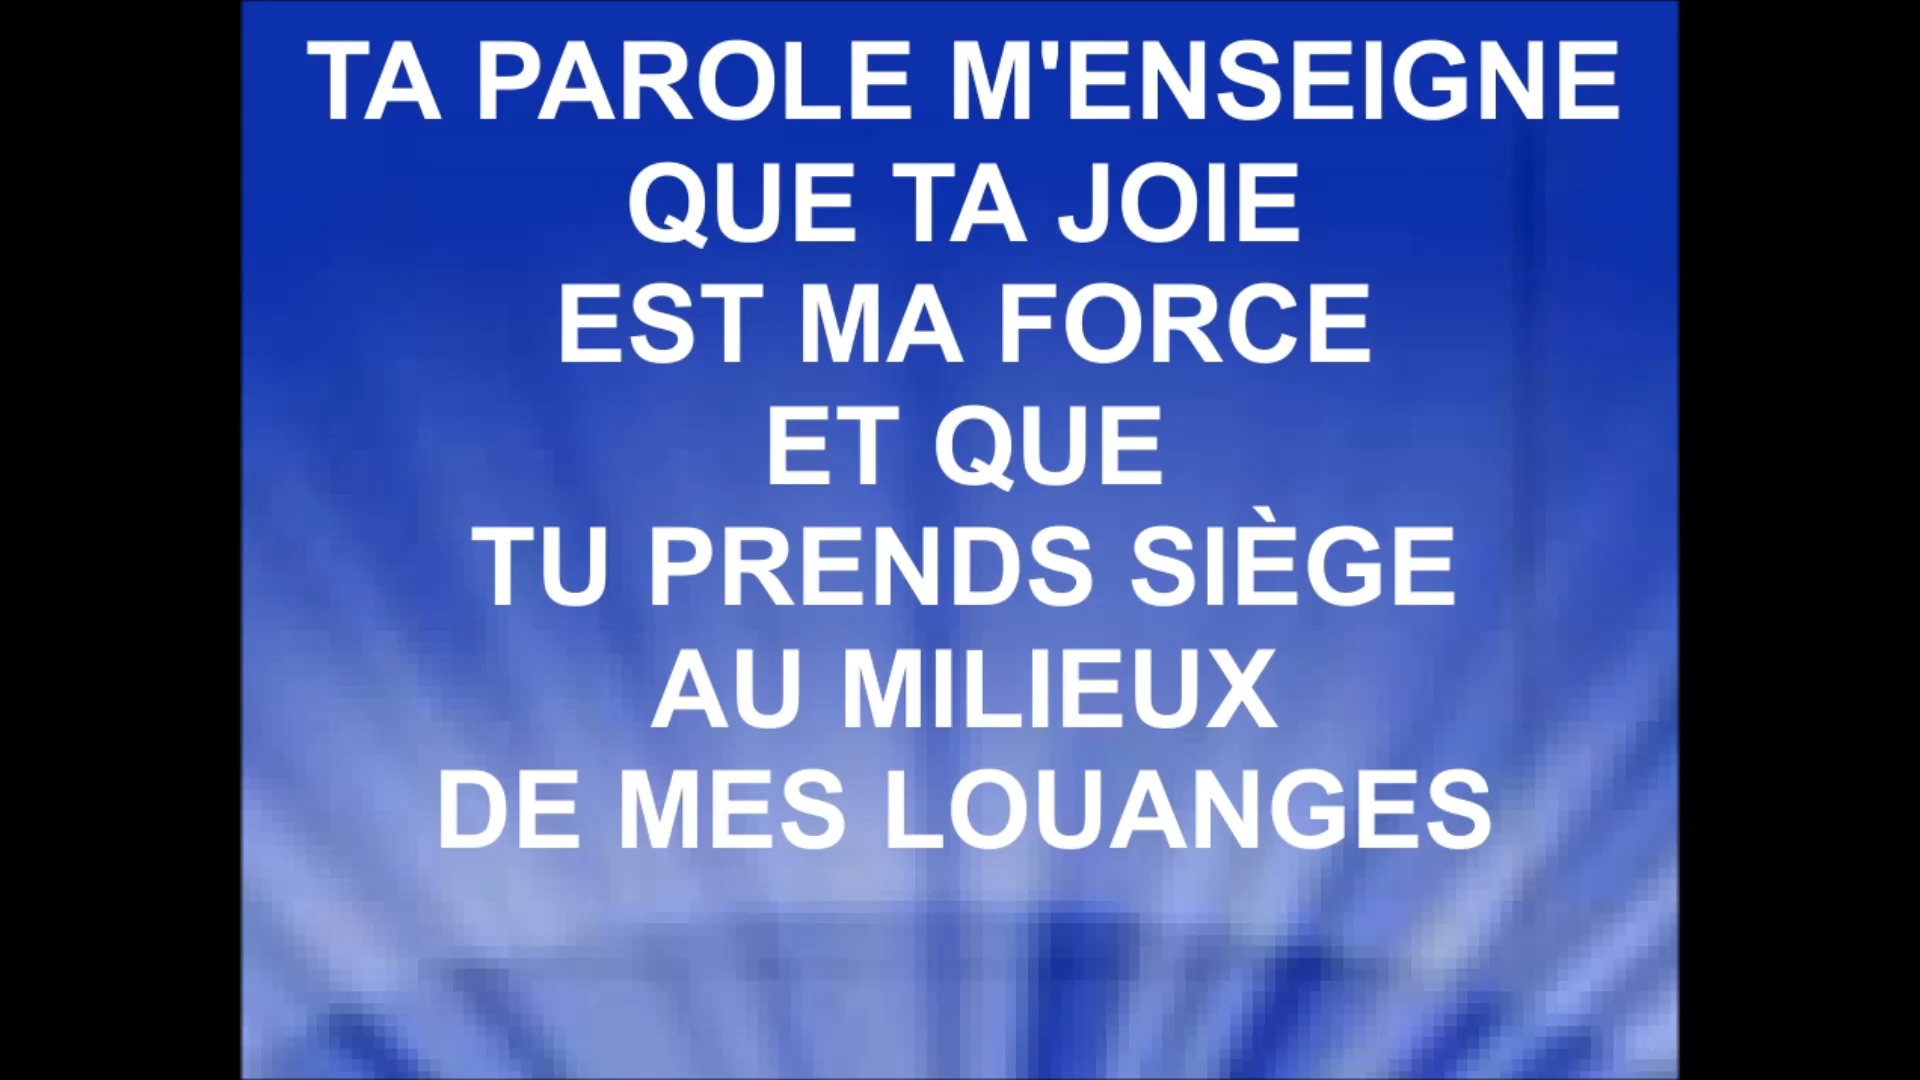 TA PAROLE M'ENSEIGNE
QUE TA JOIE
EST MA FORCE
ET QUE
TU PRENDS SIÈGE
AU MILIEUX
DE MES LOUANGES